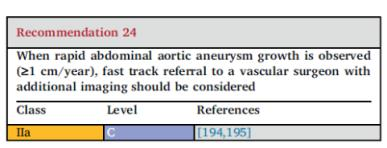 Recommendation 24
When rapid abdominal aortic aneurysm growth is observed
(≥1 cm/year), fast track referral to a vascular surgeon with
additional imaging should be considered
Class Level References
IIa C [194,195]